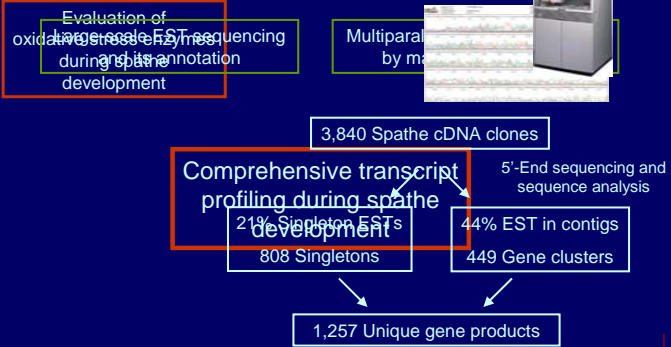 Evaluation of
oxidative stress enzymes
during spathe
development
Large-scale EST sequencing
and its annotation
Multiparal
by ma
3,840 Spathe cDNA clones
Comprehensive transcript
profiling during spathe
development
5'-End sequencing and
sequence analysis
21% Singleton ESTs
808 Singletons
44% EST in contigs
449 Gene clusters
1,257 Unique gene products